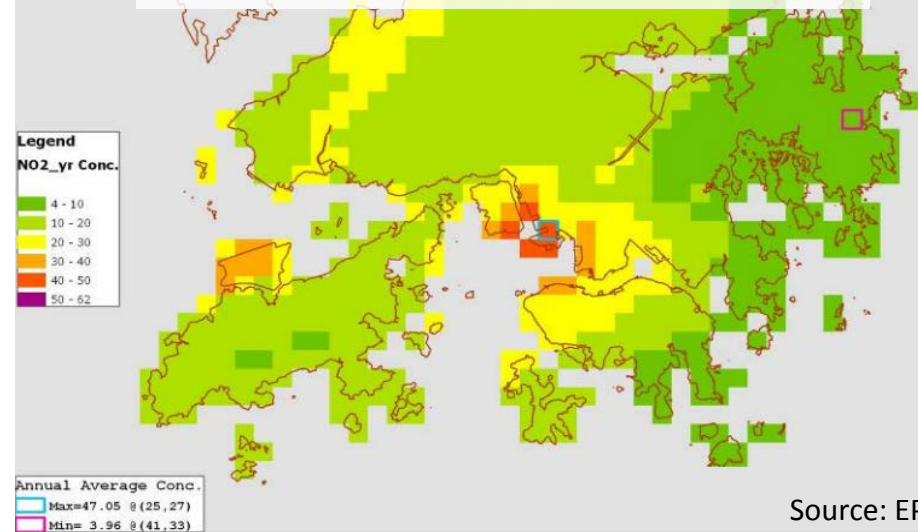 Legend
NO2_yr Conc.
4 - 10
10 - 20
20 - 30
30 - 40
40 - 50
50 - 62
Annual Average Conc.
Max=47.05 @(25,27)
Min= 3.96 @(41,33)
Source: